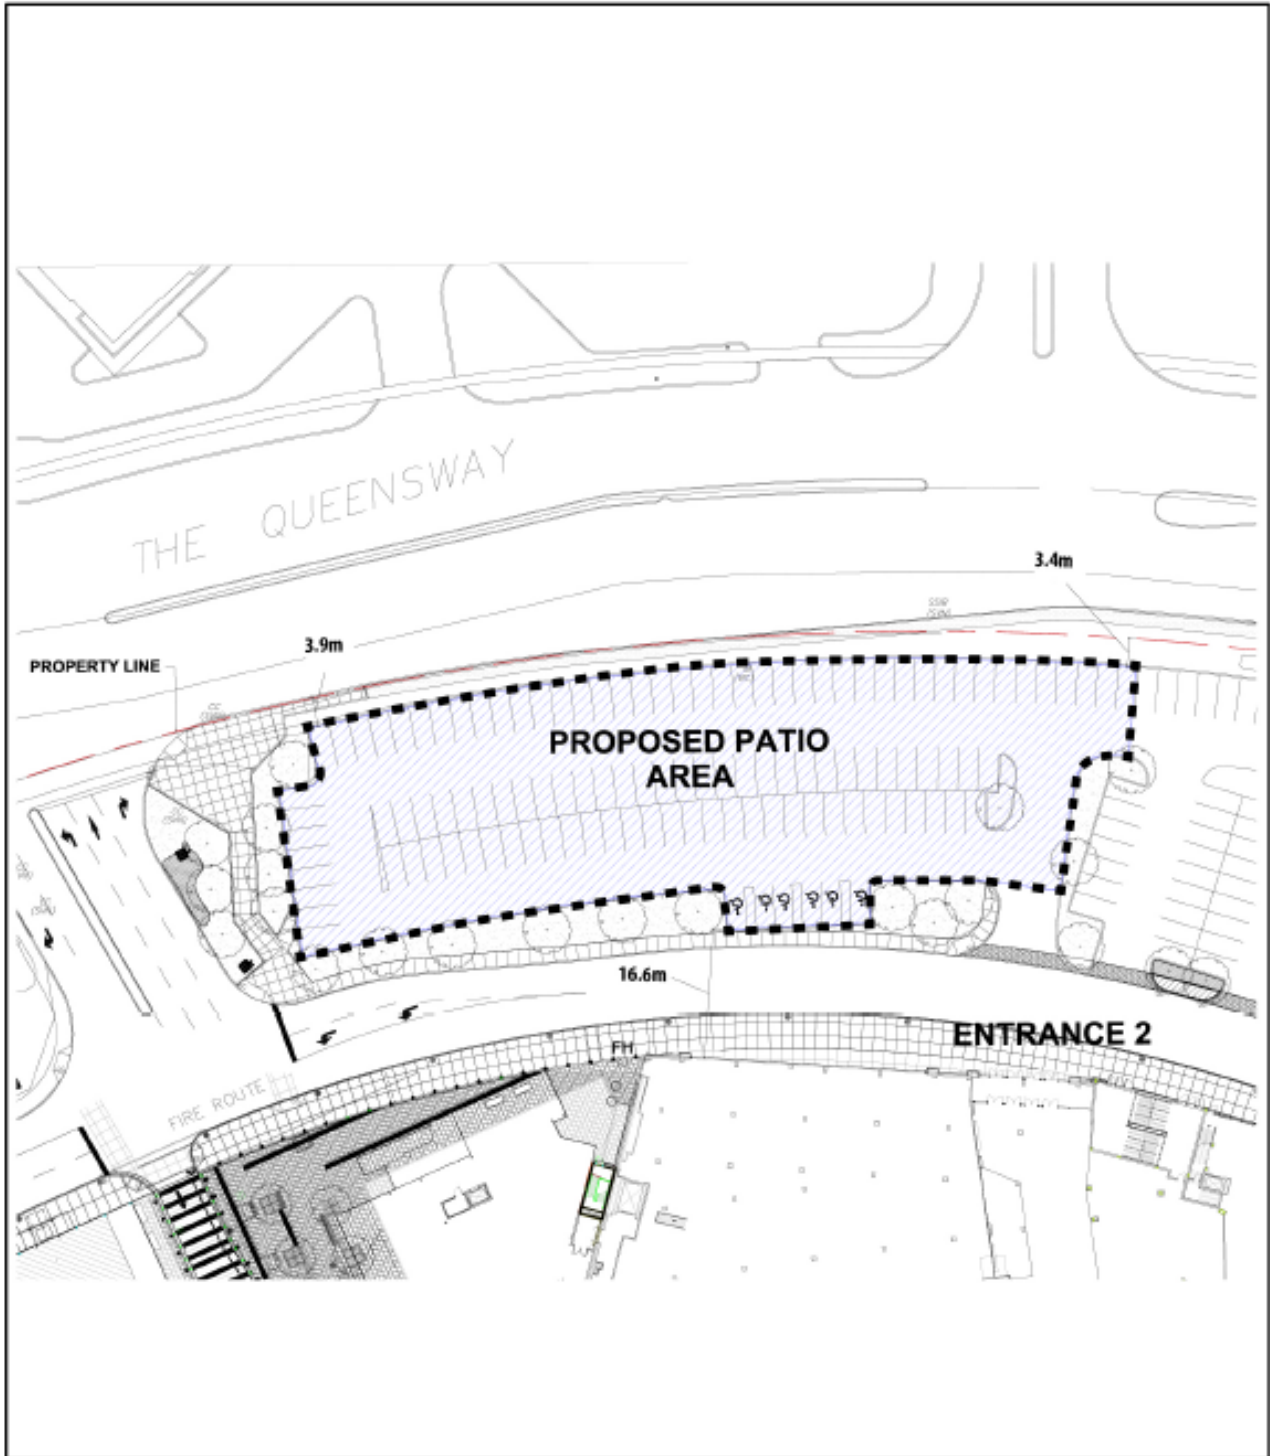 THE QUEENSWAY
3.4m
3.9m
PROPERTY LINE
PROPOSED PATIO
AREA
16.6m
ENTRANCE 2
FH
FIRE ROUTE